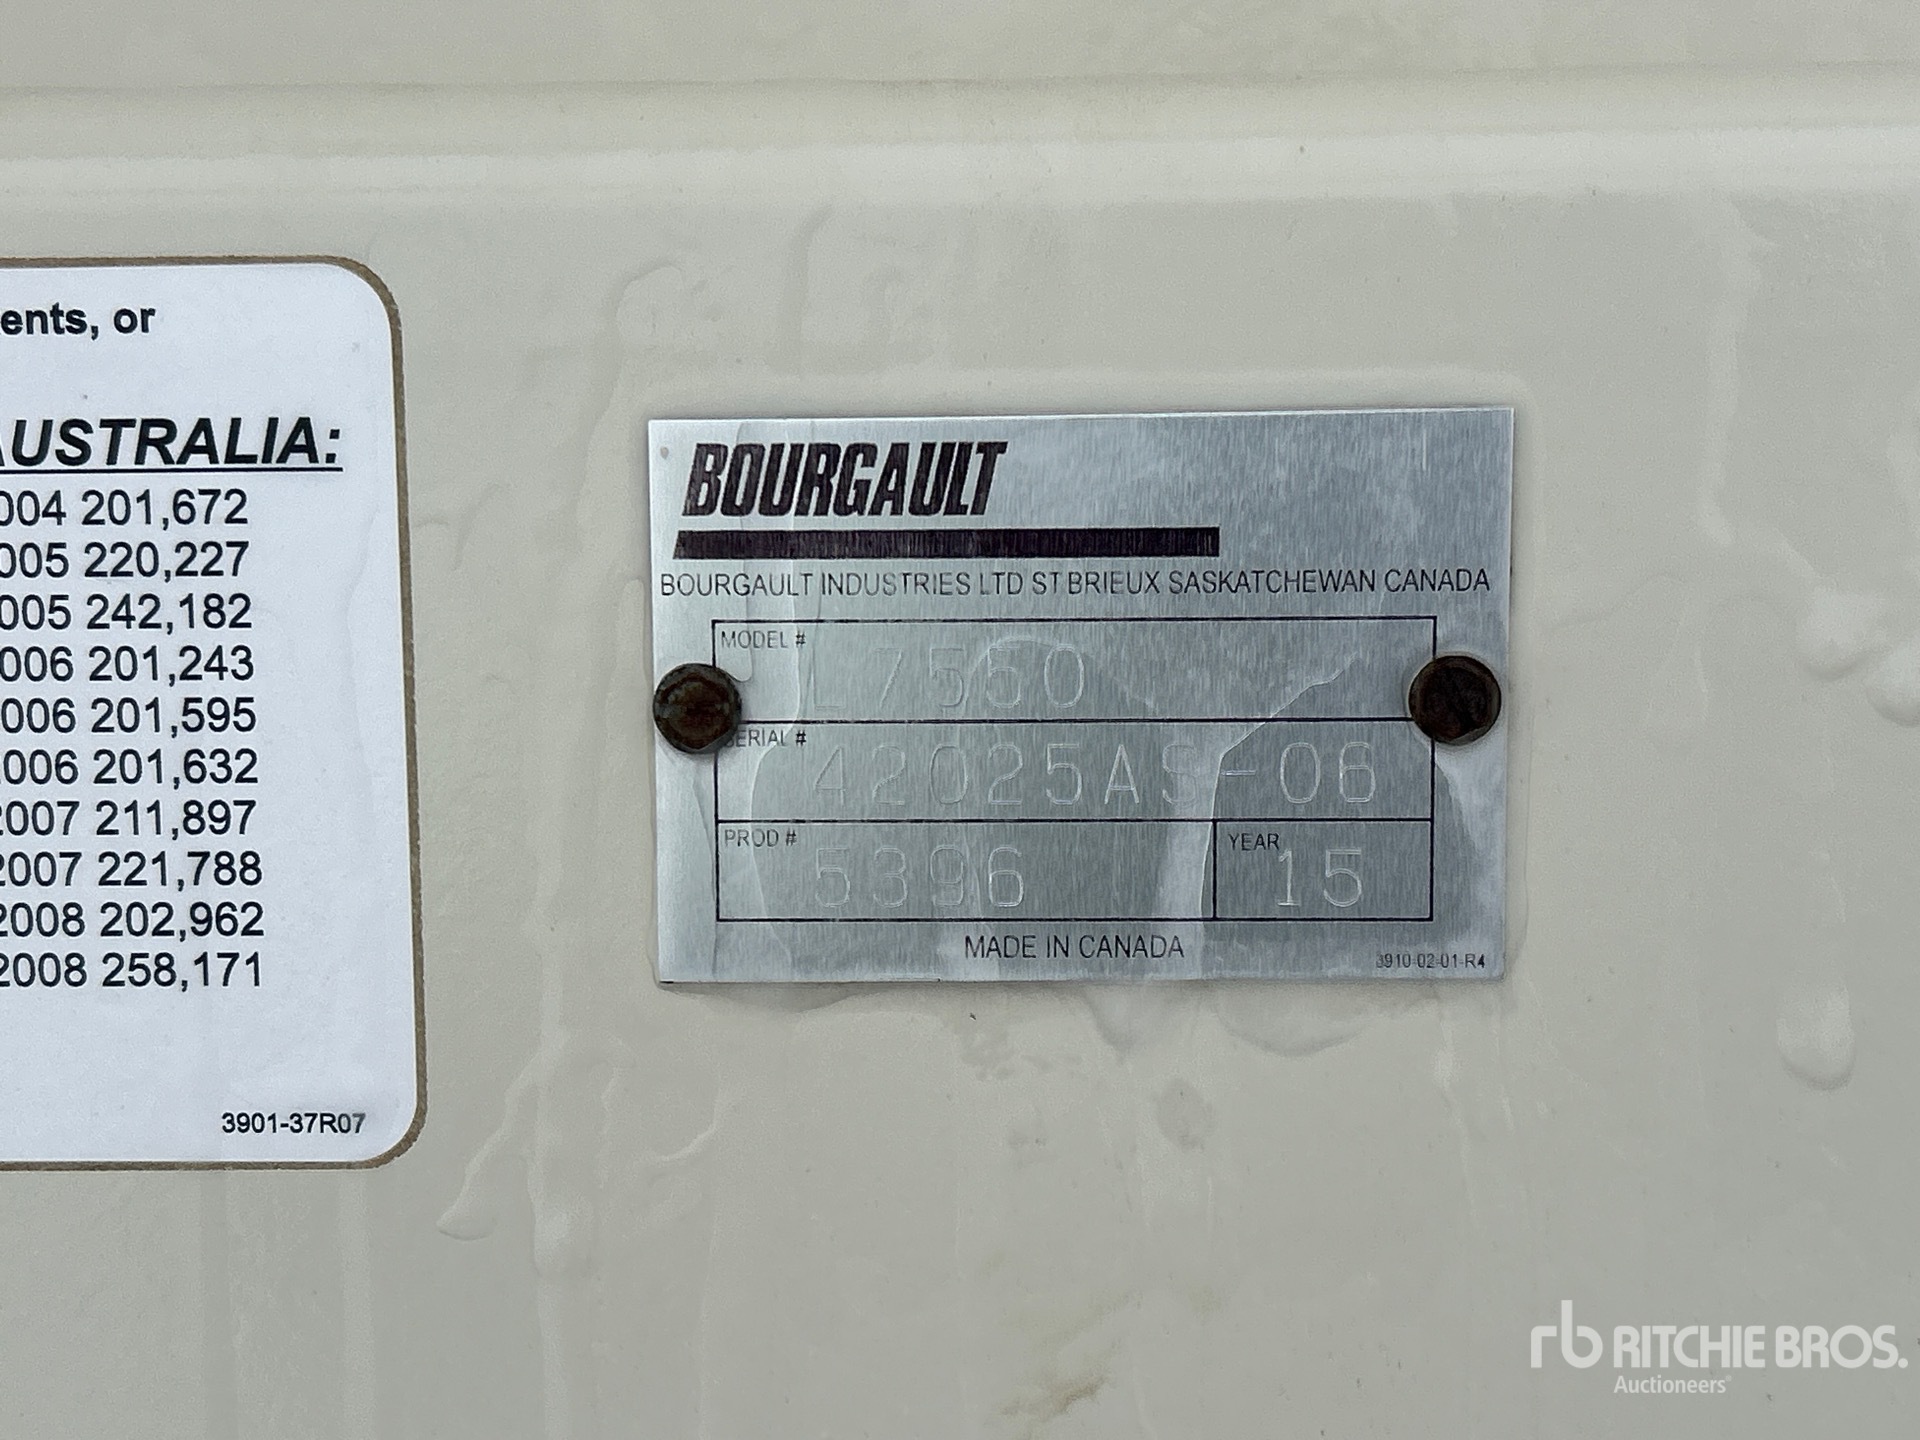 ents, or
AUSTRALIA:
004 201,672
005 220,227
005 242,182
006 201,243
006 201,595
006 201,632
2007 211,897
2007 221,788
2008 202,962
2008 258,171
3901-37R07
BOURGAULT
BOURGAULT INDUSTRIES LTD ST BRIEUX SASKATCHEWAN CANADA
MODEL # L7550
SERIAL # 42025AS-06
PROD # 5396 YEAR 15
MADE IN CANADA
3910-02-01-R4
rb RITCHIE BROS.
Auctioneers